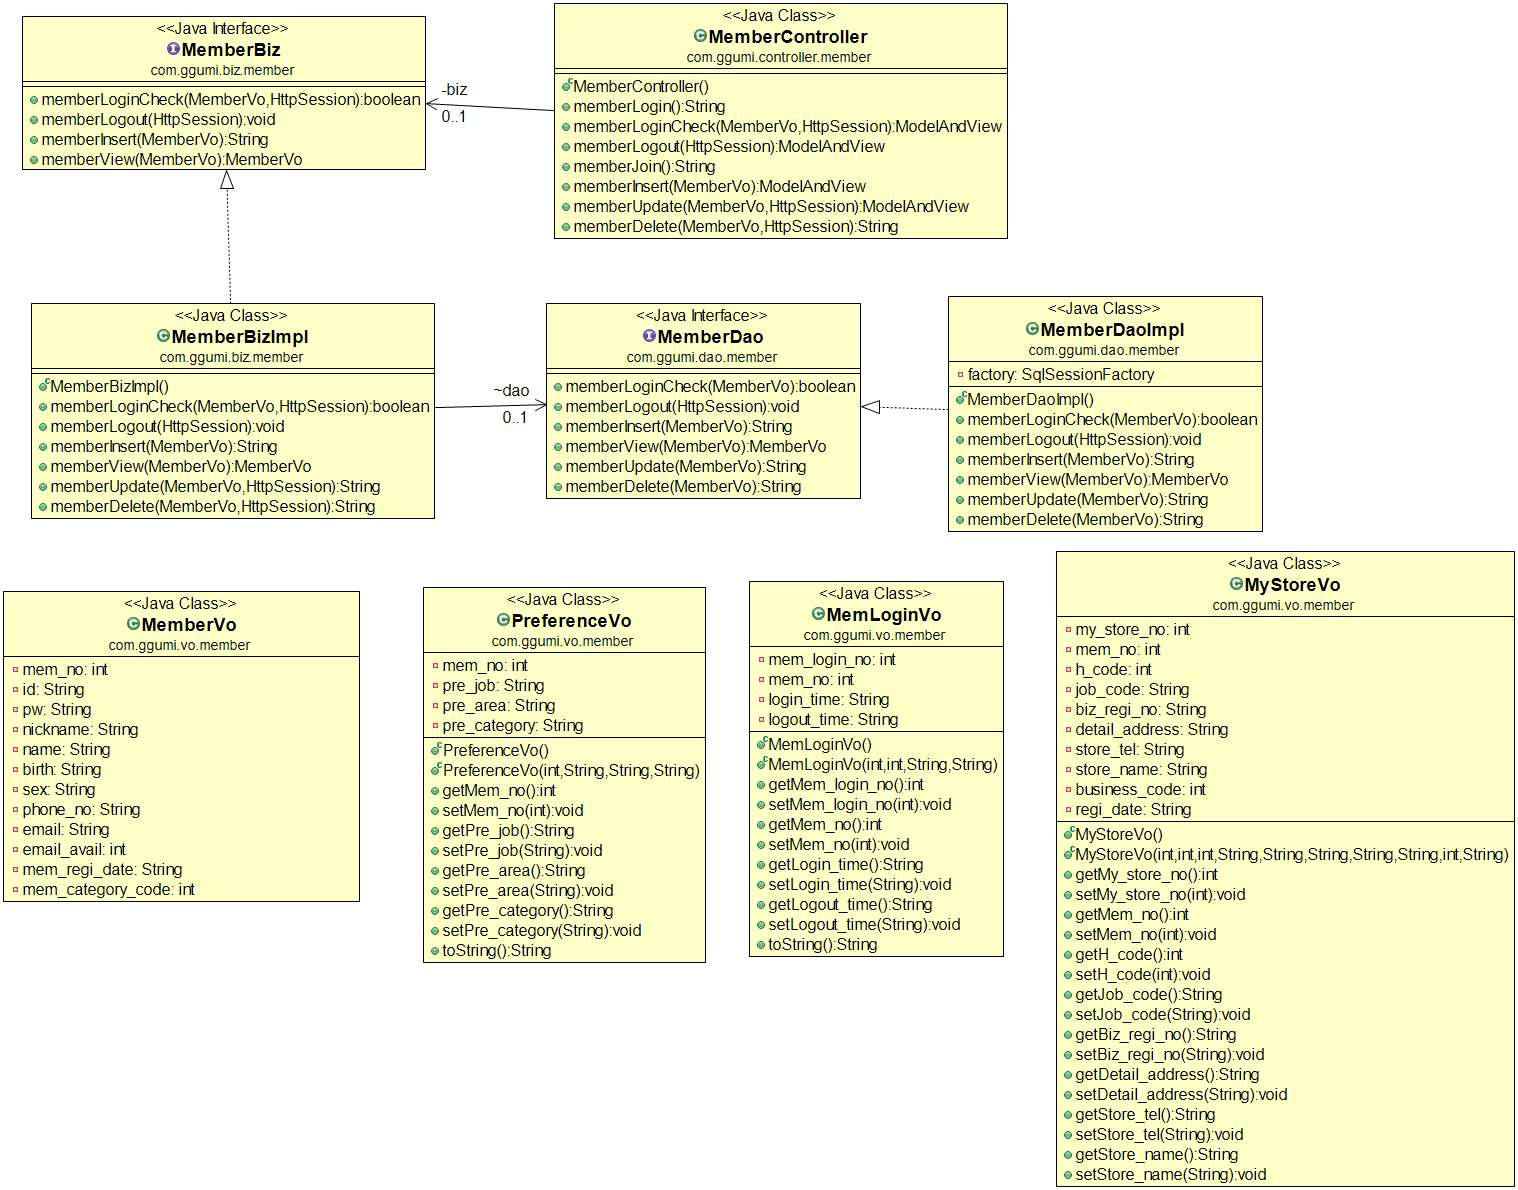 <<Java Interface>>
MemberBiz
com.ggumi.biz.member
memberLoginCheck(MemberVo,HttpSession):boolean
memberLogout(HttpSession):void
memberInsert(MemberVo):String
memberView(MemberVo):MemberVo
-biz
0..1
<<Java Class>>
MemberController
com.ggumi.controller.member
MemberController()
memberLogin():String
memberLoginCheck(MemberVo,HttpSession):ModelAndView
memberLogout(HttpSession):ModelAndView
memberJoin():String
memberInsert(MemberVo):ModelAndView
memberUpdate(MemberVo,HttpSession):ModelAndView
memberDelete(MemberVo,HttpSession):String
<<Java Class>>
MemberBizImpl
com.ggumi.biz.member
MemberBizImpl()
memberLoginCheck(MemberVo,HttpSession):boolean
memberLogout(HttpSession):void
memberInsert(MemberVo):String
memberView(MemberVo):MemberVo
memberUpdate(MemberVo,HttpSession):String
memberDelete(MemberVo,HttpSession):String
~dao
0..1
<<Java Interface>>
MemberDao
com.ggumi.dao.member
memberLoginCheck(MemberVo):boolean
memberLogout(HttpSession):void
memberInsert(MemberVo):String
memberView(MemberVo):MemberVo
memberUpdate(MemberVo):String
memberDelete(MemberVo):String
<<Java Class>>
MemberDaoImpl
com.ggumi.dao.member
factory: SqlSessionFactory
MemberDaoImpl()
memberLoginCheck(MemberVo):boolean
memberLogout(HttpSession):void
memberInsert(MemberVo):String
memberView(MemberVo):MemberVo
memberUpdate(MemberVo):String
memberDelete(MemberVo):String
<<Java Class>>
MemberVo
com.ggumi.vo.member
mem_no: int
id: String
pw: String
nickname: String
name: String
birth: String
sex: String
phone_no: String
email: String
email_avail: int
mem_regi_date: String
mem_category_code: int
<<Java Class>>
PreferenceVo
com.ggumi.vo.member
mem_no: int
pre_job: String
pre_area: String
pre_category: String
PreferenceVo()
PreferenceVo(int,String,String,String)
getMem_no():int
setMem_no(int):void
getPre_job():String
setPre_job(String):void
getPre_area():String
setPre_area(String):void
getPre_category():String
setPre_category(String):void
toString():String
<<Java Class>>
MemLoginVo
com.ggumi.vo.member
mem_login_no: int
mem_no: int
login_time: String
logout_time: String
MemLoginVo()
MemLoginVo(int,int,String,String)
getMem_login_no():int
setMem_login_no(int):void
getMem_no():int
setMem_no(int):void
getLogin_time():String
setLogin_time(String):void
getLogout_time():String
setLogout_time(String):void
toString():String
<<Java Class>>
MyStoreVo
com.ggumi.vo.member
my_store_no: int
mem_no: int
h_code: int
job_code: String
biz_regi_no: String
detail_address: String
store_tel: String
store_name: String
business_code: int
regi_date: String
MyStoreVo()
MyStoreVo(int,int,int,String,String,String,String,String,int,String)
getMy_store_no():int
setMy_store_no(int):void
getMem_no():int
setMem_no(int):void
getH_code():int
setH_code(int):void
getJob_code():String
setJob_code(String):void
getBiz_regi_no():String
setBiz_regi_no(String):void
getDetail_address():String
setDetail_address(String):void
getStore_tel():String
setStore_tel(String):void
getStore_name():String
setStore_name(String):void